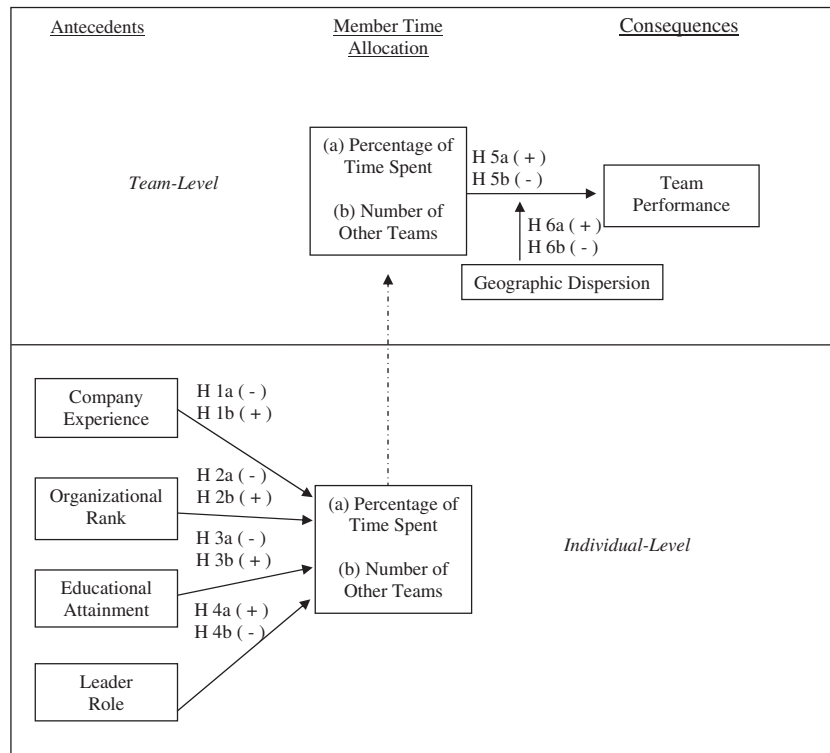 Antecedents
Member Time
Allocation
Consequences
Team-Level
(a) Percentage of
Time Spent
(b) Number of
Other Teams
H 5a ( + )
H 5b ( - )
Team
Performance
H 6a ( + )
H 6b ( - )
Geographic Dispersion
Company
Experience
H 1a ( - )
H 1b ( + )
Organizational
Rank
H 2a ( - )
H 2b ( + )
Educational
Attainment
H 3a ( - )
H 3b ( + )
Leader
Role
H 4a ( + )
H 4b ( - )
(a) Percentage of
Time Spent
(b) Number of
Other Teams
Individual-Level